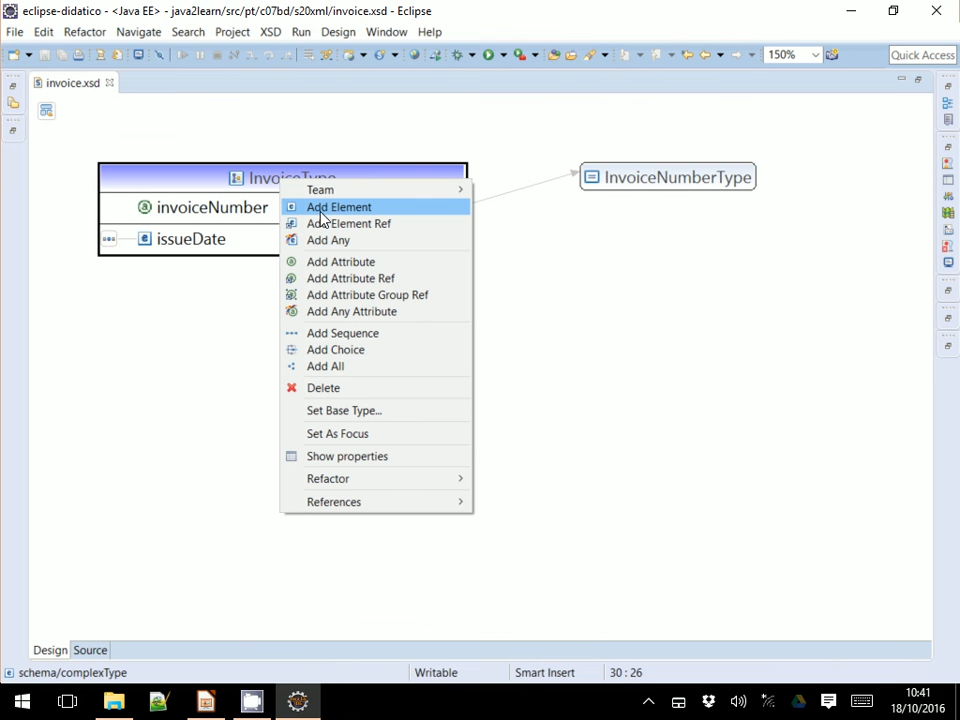 eclipse-didatico - <Java EE> - java2learn/src/pt/c07bd/s20xml/invoice.xsd - Eclipse
File Edit Refactor Navigate Search Project XSD Run Design Window Help
150% Quick Access
invoice.xsd
InvoiceType
InvoiceNumberType
invoiceNumber
issueDate
Team
Add Element
Add Element Ref
Add Any
Add Attribute
Add Attribute Ref
Add Attribute Group Ref
Add Any Attribute
Add Sequence
Add Choice
Add All
Delete
Set Base Type...
Set As Focus
Show properties
Refactor
References
Design Source
schema/complexType Writable Smart Insert 30 : 26
10:41
18/10/2016